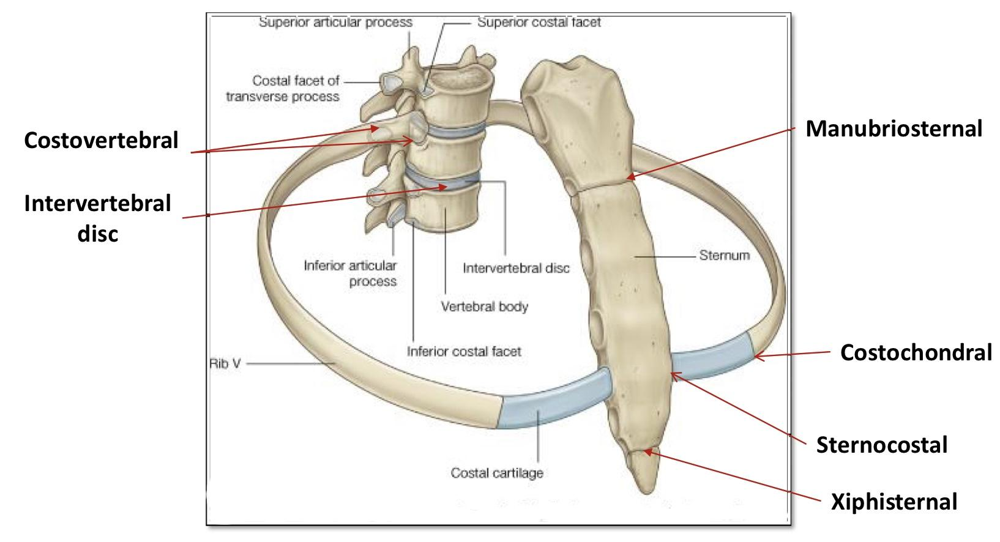 Superior articular process
Superior costal facet
Costal facet of
transverse process
Costovertebral
Manubriosternal
Intervertebral
disc
Sternum
Inferior articular
process
Intervertebral disc
Vertebral body
Inferior costal facet
Costochondral
Rib V
Sternocostal
Costal cartilage
Xiphisternal